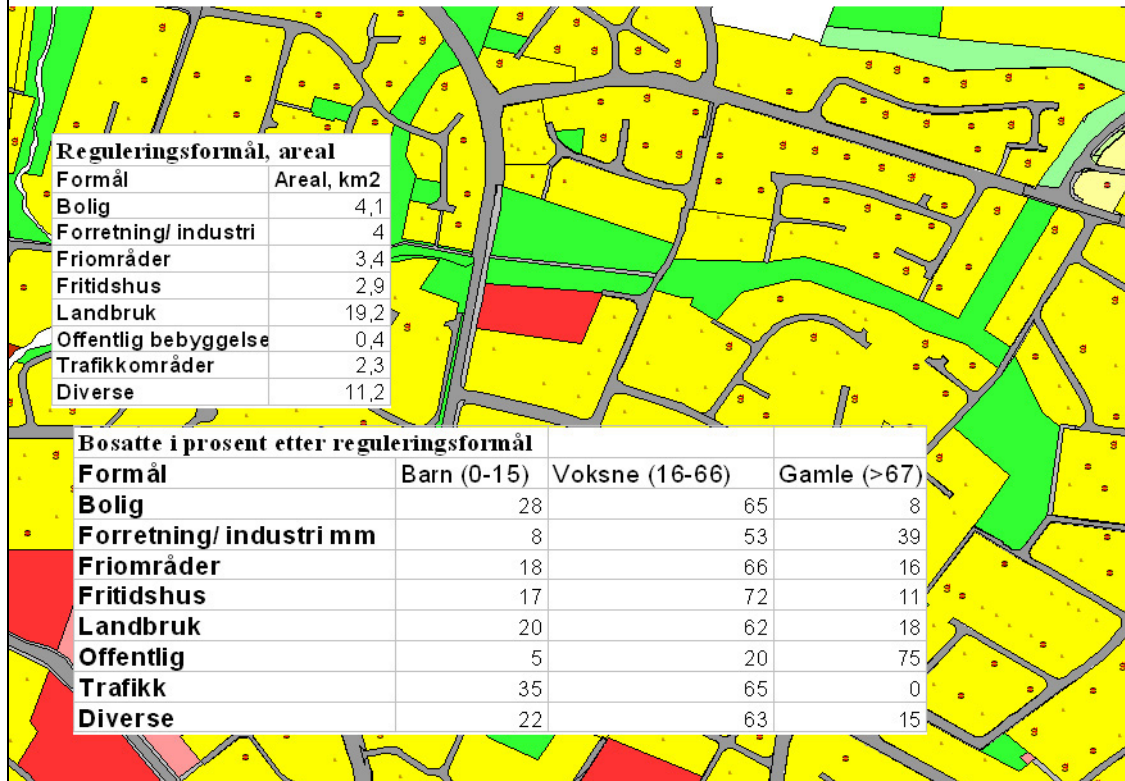 Reguleringsformål, areal
Formål Areal, km2
Bolig 4,1
Forretning/ industri 4
Friområder 3,4
Fritidshus 2,9
Landbruk 19,2
Offentlig bebyggelse 0,4
Trafikkområder 2,3
Diverse 11,2
Bosatte i prosent etter reguleringsformål
Formål Barn (0-15) Voksne (16-66) Gamle (>67)
Bolig 28 65 8
Forretning/ industri mm 8 53 39
Friområder 18 66 16
Fritidshus 17 72 11
Landbruk 20 62 18
Offentlig 5 20 75
Trafikk 35 65 0
Diverse 22 63 15